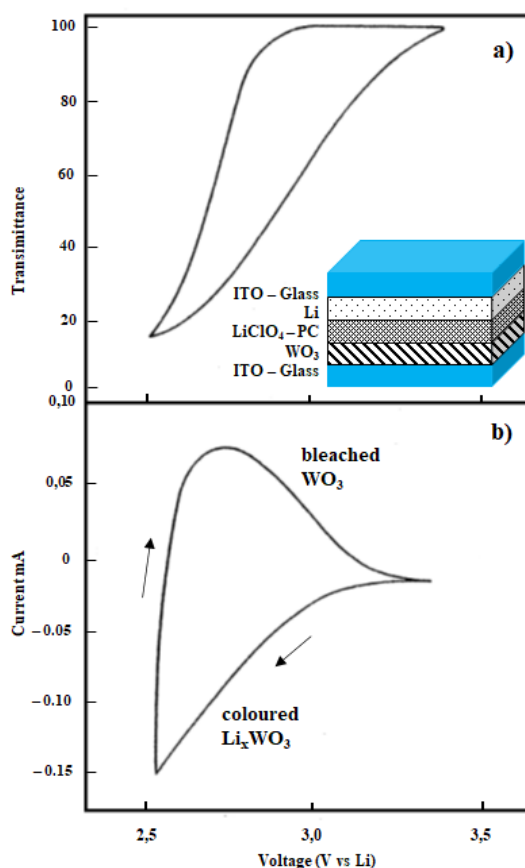 100
a)
80
60
Transimittance
40
ITO – Glass
Li
LiClO₄ – PC
WO₃
ITO – Glass
20
0
0,10
b)
bleached
WO₃
0,05
0
Current mA
– 0.05
– 0.10
coloured
LiₓWO₃
– 0.15
2,5
3,0
3,5
Voltage (V vs Li)